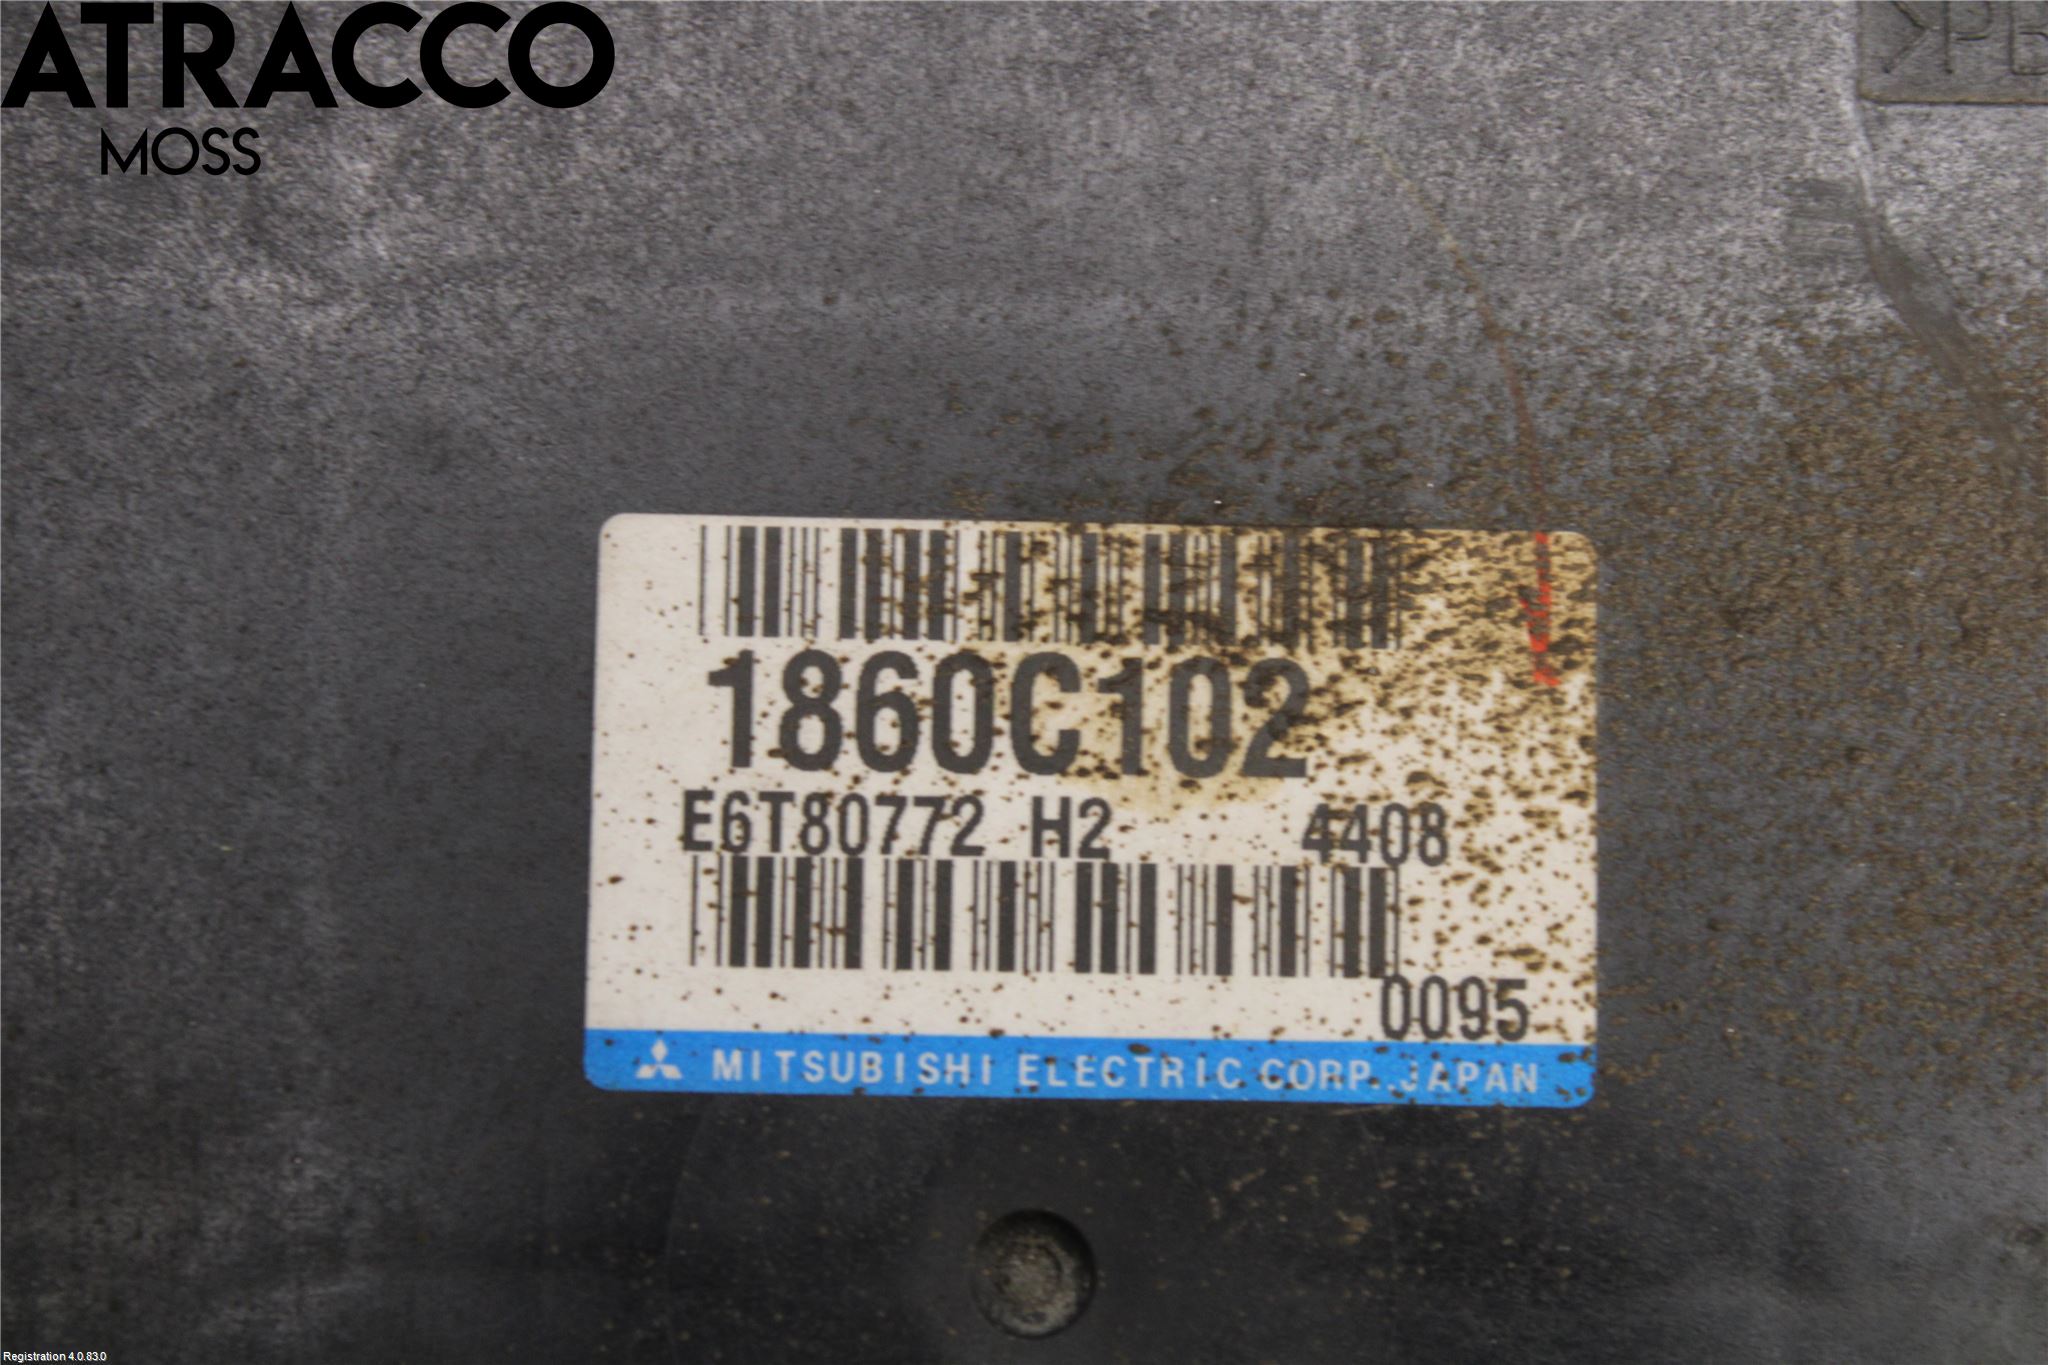 ATRACCO
MOSS
1860C102
E6T80772 H2 4408
0095
MITSUBISHI ELECTRIC CORP. JAPAN
Registration 4.0.83.0